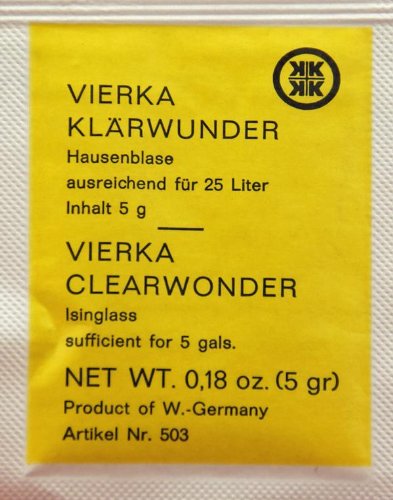 VIERKA
KLÄRWUNDER
Hausenblase
ausreichend für 25 Liter
Inhalt 5 g
VIERKA
CLEARWONDER
Isinglass
sufficient for 5 gals.
NET WT. 0,18 oz. (5 gr)
Product of W.-Germany
Artikel Nr. 503